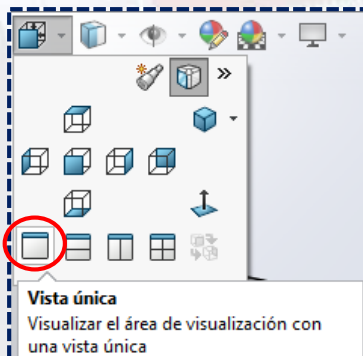 »
Vista única
Visualizar el área de visualización con
una vista única